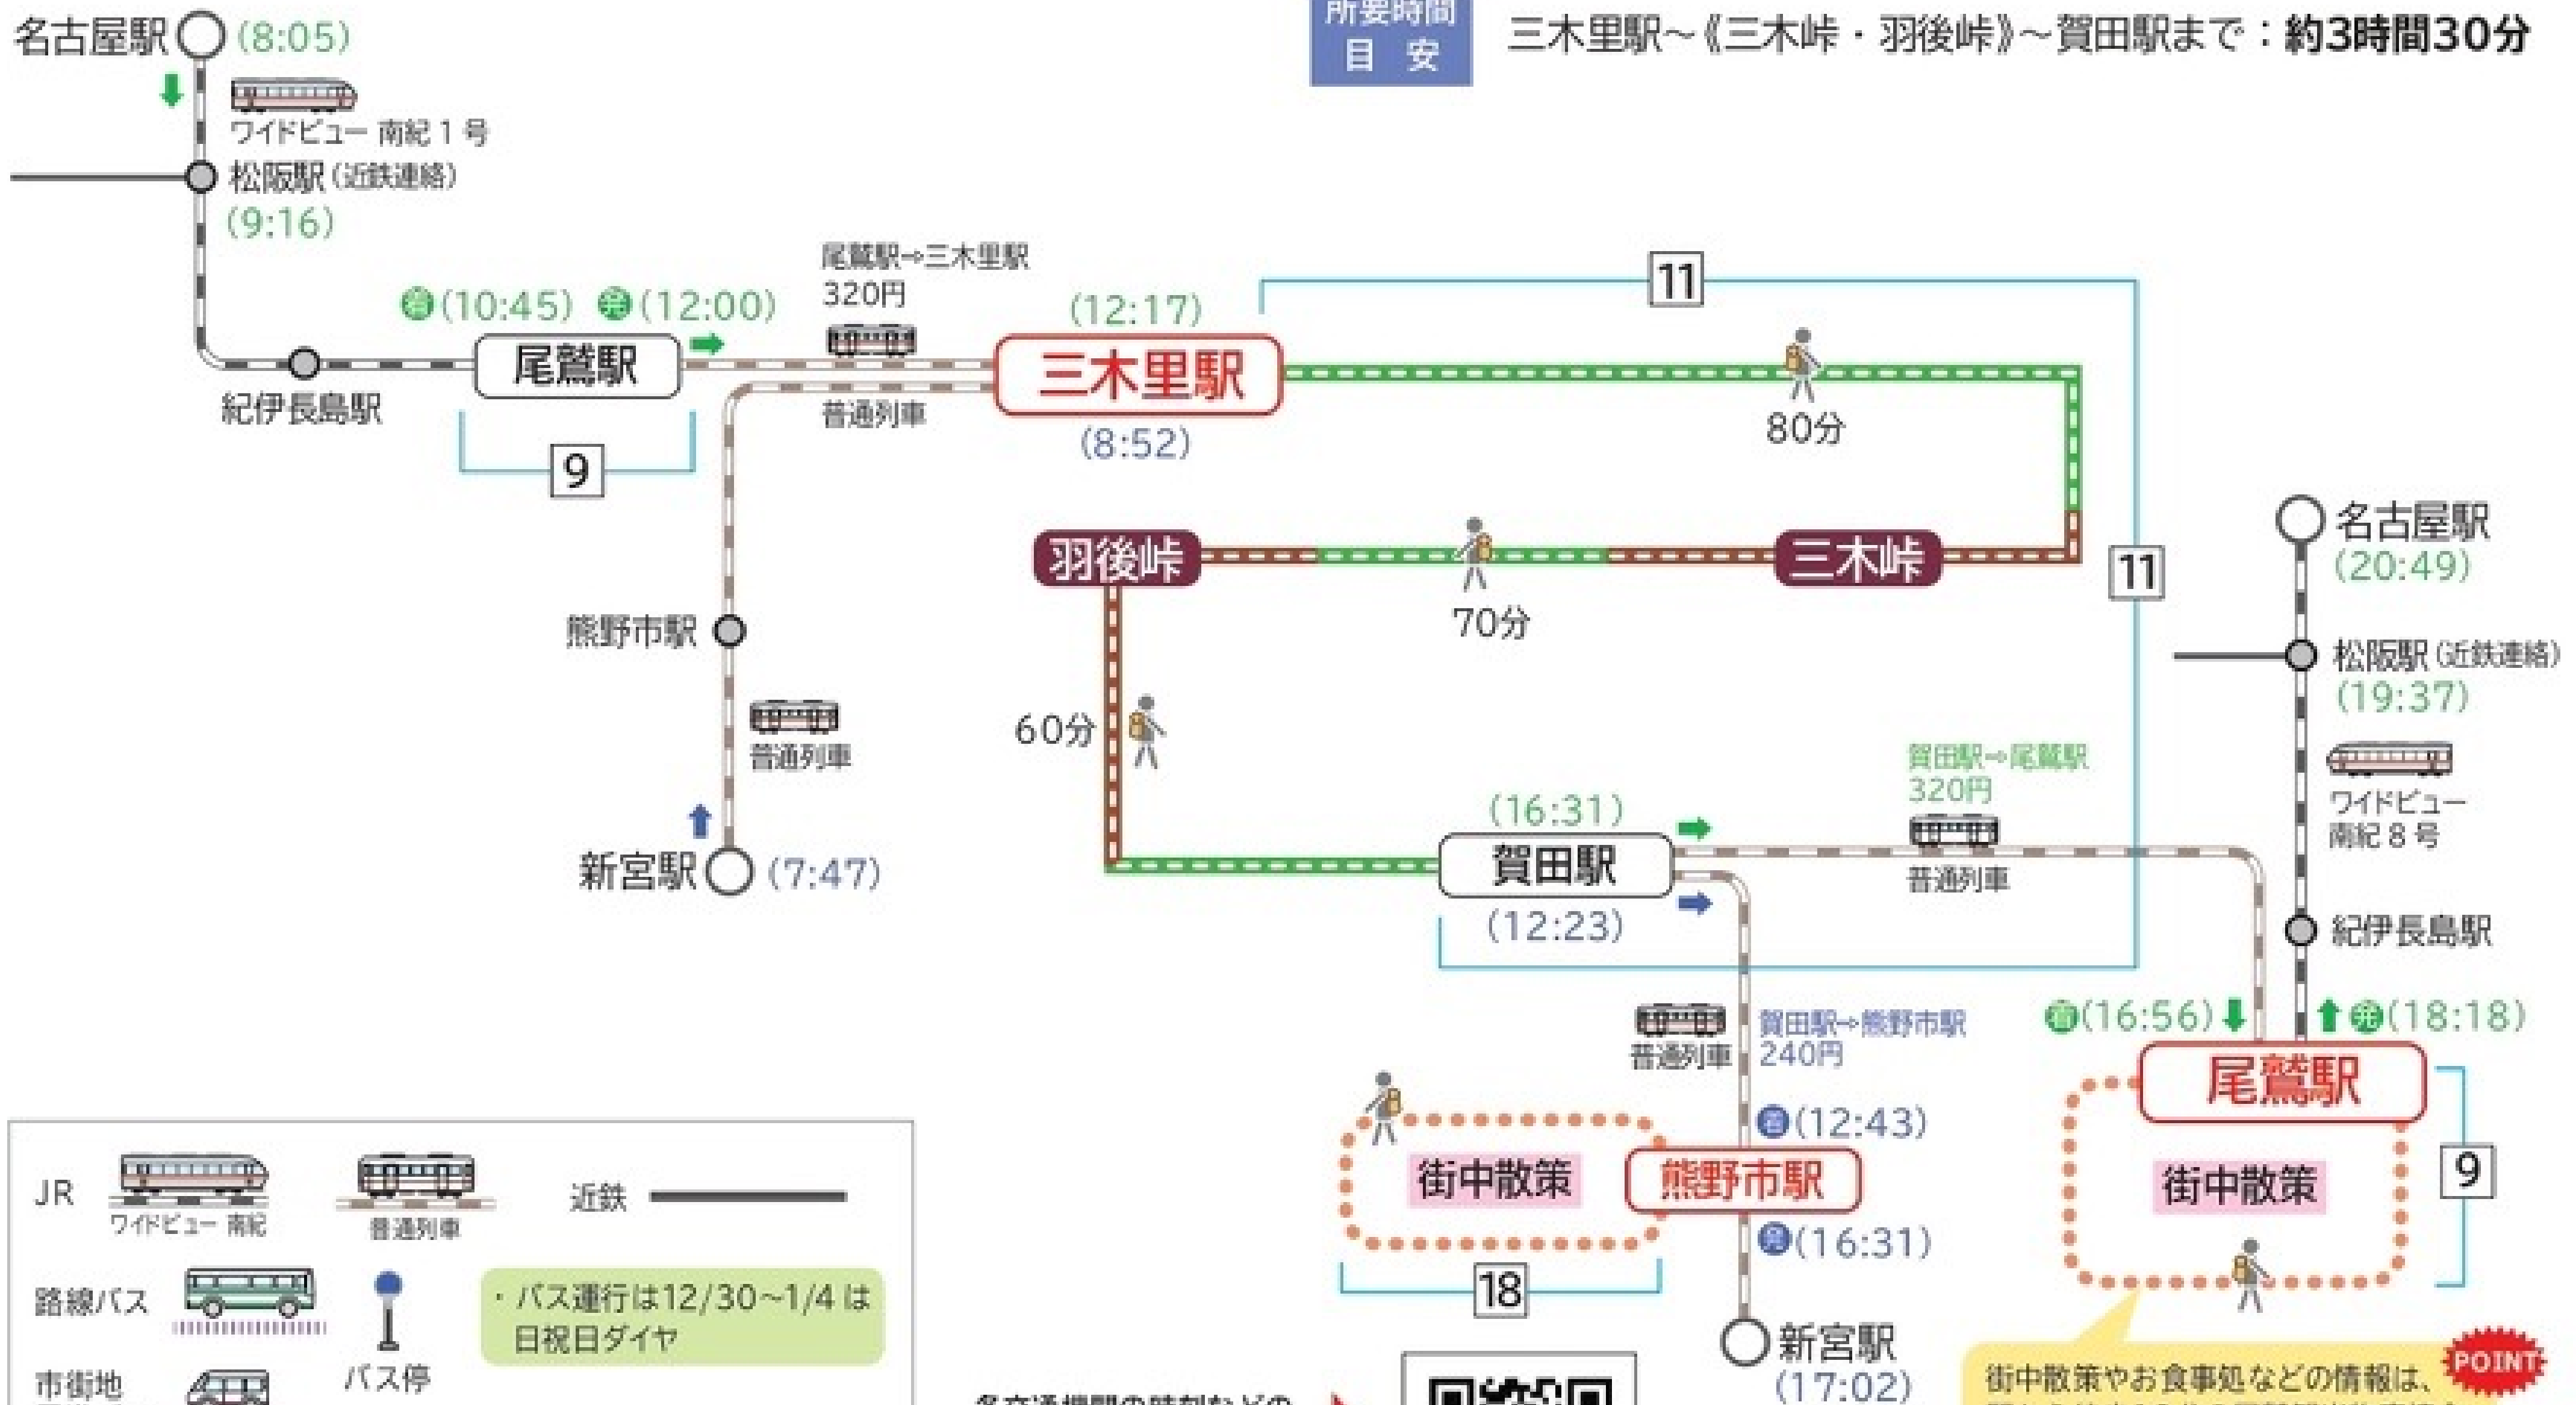 名古屋駅 (8:05)
ワイドビュー 南紀 1 号
松阪駅 (近鉄連絡)
(9:16)
所要時間
目 安
三木里駅～《三木峠・羽後峠》～賀田駅まで：約3時間30分
着(10:45) 発(12:00)
尾鷲駅
紀伊長島駅
9
尾鷲駅⇨三木里駅
320円
普通列車
(12:17)
三木里駅
(8:52)
11
80分
羽後峠
三木峠
70分
11
熊野市駅
普通列車
新宮駅 (7:47)
60分
(16:31)
賀田駅
(12:23)
賀田駅⇨尾鷲駅
320円
普通列車
名古屋駅
(20:49)
松阪駅 (近鉄連絡)
(19:37)
ワイドビュー
南紀 8 号
紀伊長島駅
着(16:56) 発(18:18)
尾鷲駅
街中散策
9
普通列車
賀田駅⇨熊野市駅
240円
着(12:43)
街中散策
熊野市駅
発(16:31)
18
新宮駅
(17:02)
JR
ワイドビュー 南紀
普通列車
近鉄
路線バス
バス停
・バス運行は12/30～1/4 は
日祝日ダイヤ
市街地
各交通機関の時刻などの
街中散策やお食事処などの情報は、
POINT